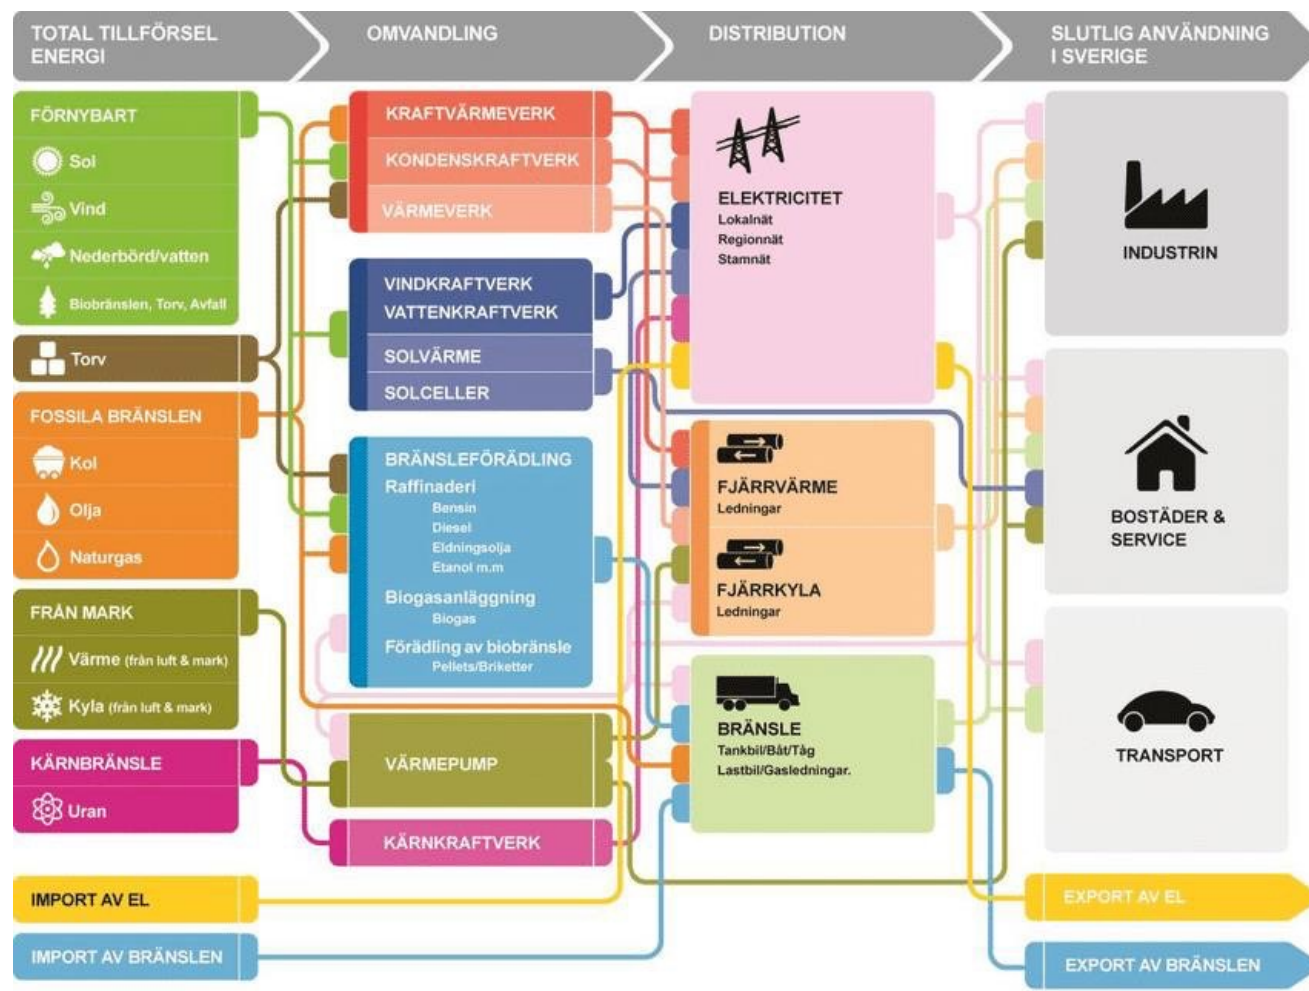 TOTAL TILLFÖRSEL
ENERGI
OMVANDLING
DISTRIBUTION
SLUTLIG ANVÄNDNING
I SVERIGE
FÖRNYBART
Sol
Vind
Nederbörd/vatten
Biobränslen, Torv, Avfall
Torv
FOSSILA BRÄNSLEN
Kol
Olja
Naturgas
FRÅN MARK
Värme (från luft & mark)
Kyla (från luft & mark)
KÄRNBRÄNSLE
Uran
IMPORT AV EL
IMPORT AV BRÄNSLEN
KRAFTVÄRMEVERK
KONDENSKRAFTVERK
VÄRMEVERK
VINDKRAFTVERK
VATTENKRAFTVERK
SOLVÄRME
SOLCELLER
BRÄNSLEFÖRÄDLING
Raffinaderi
Bensin
Diesel
Eldningsolja
Etanol m.m
Biogasanläggning
Biogas
Förädling av biobränsle
Pellets/Briketter
VÄRMEPUMP
KÄRNKRAFTVERK
ELEKTRICITET
Lokalnät
Regionnät
Stamnät
FJÄRRVÄRME
Ledningar
FJÄRRKYLA
Ledningar
BRÄNSLE
Tankbil/Båt/Tåg
Lastbil/Gasledningar.
INDUSTRIN
BOSTÄDER &
SERVICE
TRANSPORT
EXPORT AV EL
EXPORT AV BRÄNSLEN